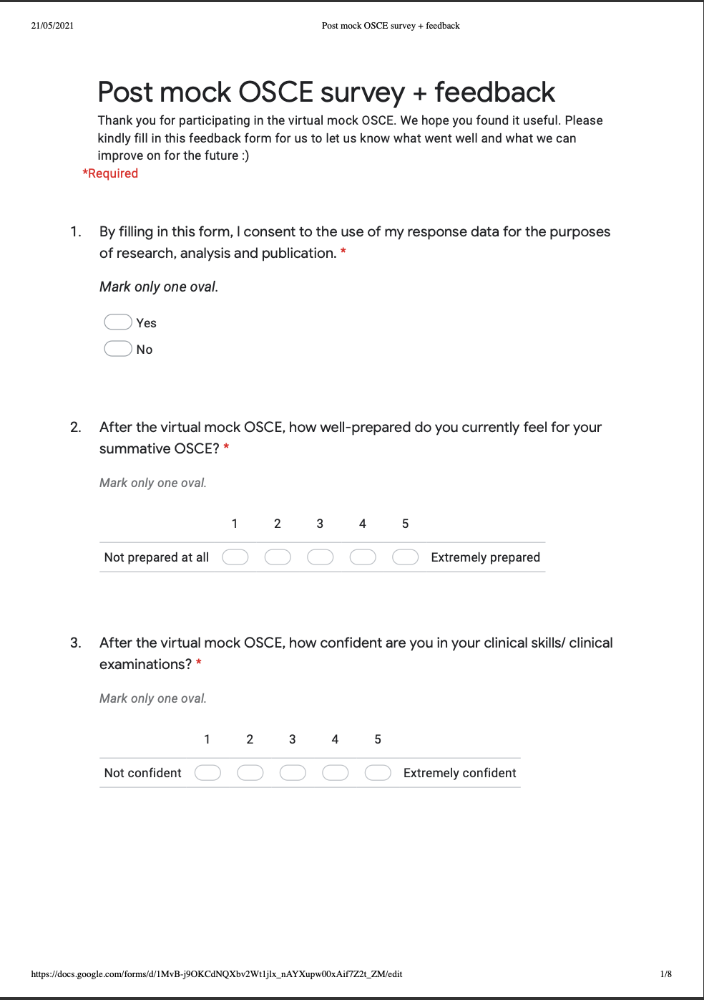 21/05/2021
Post mock OSCE survey + feedback
Post mock OSCE survey + feedback
Thank you for participating in the virtual mock OSCE. We hope you found it useful. Please
kindly fill in this feedback form for us to let us know what went well and what we can
improve on for the future :)
*Required
1. By filling in this form, I consent to the use of my response data for the purposes
of research, analysis and publication. *
Mark only one oval.
Yes
No
2. After the virtual mock OSCE, how well-prepared do you currently feel for your
summative OSCE? *
Mark only one oval.
1 2 3 4 5
Not prepared at all Extremely prepared
3. After the virtual mock OSCE, how confident are you in your clinical skills/ clinical
examinations? *
Mark only one oval.
1 2 3 4 5
Not confident Extremely confident
https://docs.google.com/forms/d/1MvB-j9OKCdNQXbv2Wt1jlx_nAYXupw00xAif7Z2t_ZM/edit
1/8